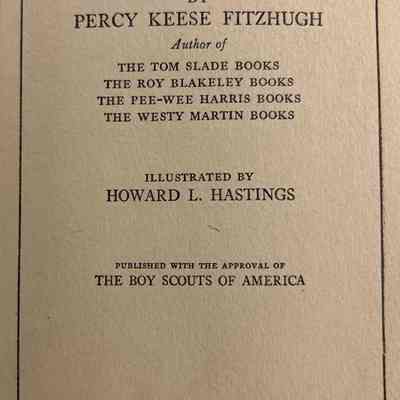 BY
PERCY KEESE FITZHUGH
Author of
THE TOM SLADE BOOKS
THE ROY BLAKELEY BOOKS
THE PEE-WEE HARRIS BOOKS
THE WESTY MARTIN BOOKS
ILLUSTRATED BY
HOWARD L. HASTINGS
PUBLISHED WITH THE APPROVAL OF
THE BOY SCOUTS OF AMERICA